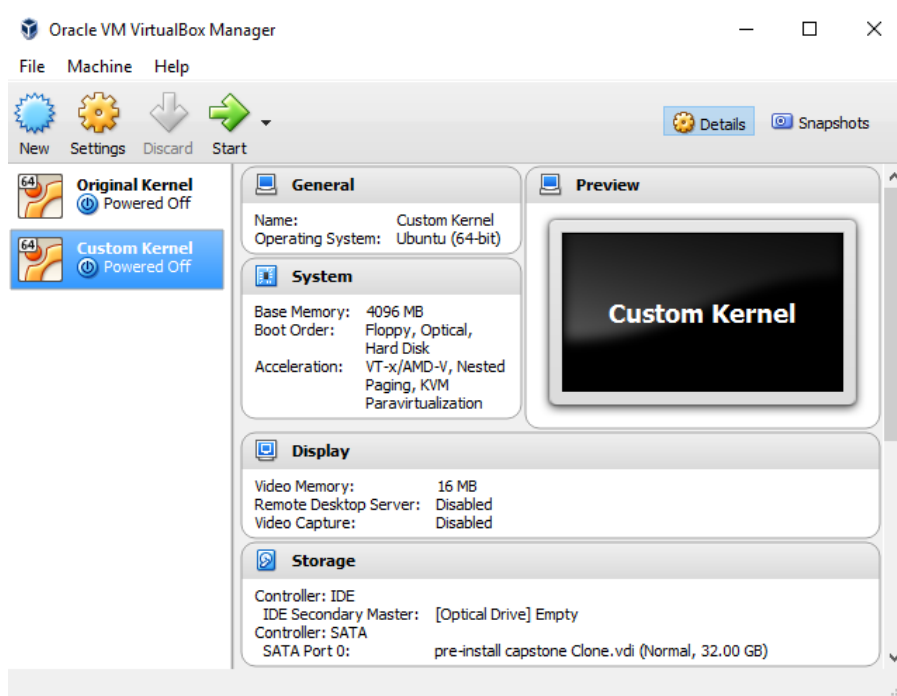 Oracle VM VirtualBox Manager
File Machine Help
New Settings Discard Start
Details Snapshots
64 Original Kernel
Powered Off
64 Custom Kernel
Powered Off
General
Name: Custom Kernel
Operating System: Ubuntu (64-bit)
System
Base Memory: 4096 MB
Boot Order: Floppy, Optical,
Hard Disk
Acceleration: VT-x/AMD-V, Nested
Paging, KVM
Paravirtualization
Preview
Custom Kernel
Display
Video Memory: 16 MB
Remote Desktop Server: Disabled
Video Capture: Disabled
Storage
Controller: IDE
IDE Secondary Master: [Optical Drive] Empty
Controller: SATA
SATA Port 0: pre-install capstone Clone.vdi (Normal, 32.00 GB)